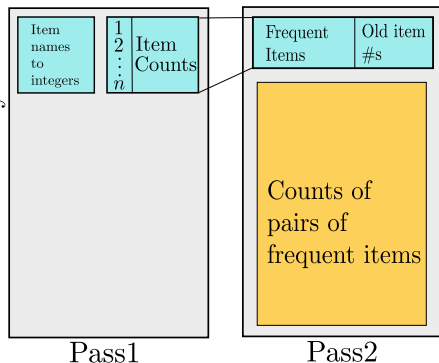 Item
names
to
integers
1
2
⋮
n
Item
Counts
Frequent
Items
Old item
#s
Counts of
pairs of
frequent items
Pass1
Pass2